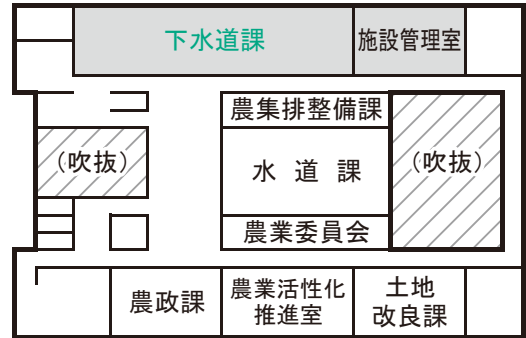 下水道課
施設管理室
農集排整備課
(吹抜)
水道課
(吹抜)
農業委員会
農政課
農業活性化
推進室
土地
改良課